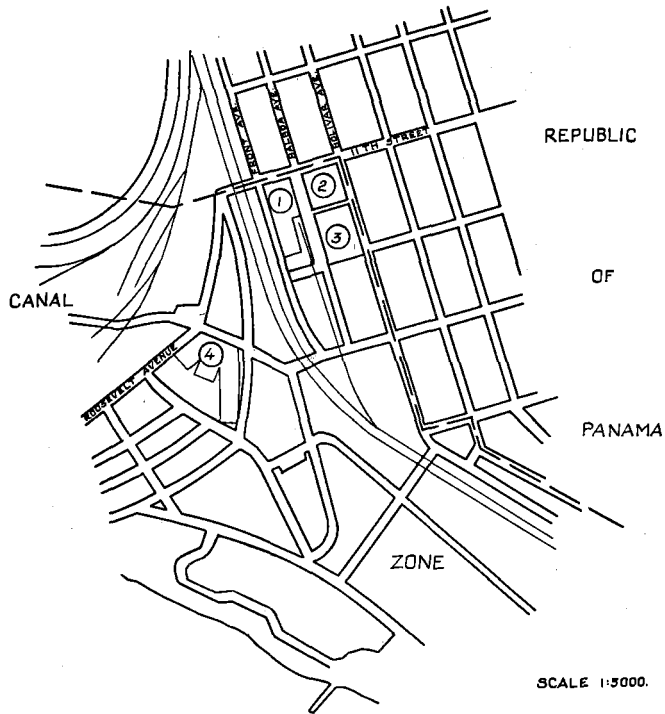 FRONT AVE.
BALBOA AVE.
BOLIVAR AVE.
11TH STREET
REPUBLIC
1
2
3
OF
CANAL
4
ROOSEVELT AVENUE
PANAMA
ZONE
SCALE 1:5000.